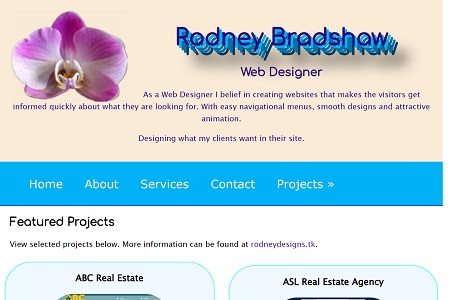 Rodney Bradshaw
Web Designer
As a Web Designer I belief in creating websites that makes the visitors get
informed quickly about what they are looking for. With easy navigational menus, smooth designs and attractive
animation.
Designing what my clients want in their site.
Home About Services Contact Projects »
Featured Projects
View selected projects below. More information can be found at rodneydesigns.tk.
ABC Real Estate
ASL Real Estate Agency